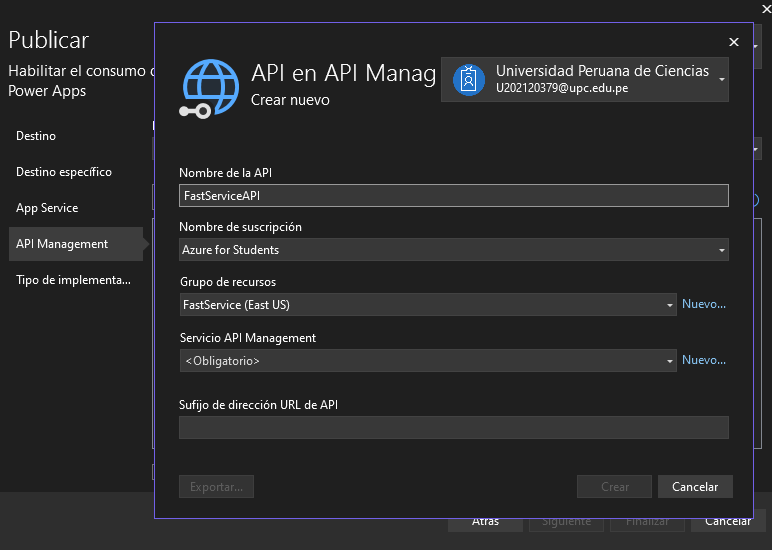 Publicar
Habilitar el consumo
Power Apps
Destino
Destino específico
App Service
API Management
Tipo de implementa...
API en API Manag
Crear nuevo
Universidad Peruana de Ciencias
U202120379@upc.edu.pe
Nombre de la API
FastServiceAPI
Nombre de suscripción
Azure for Students
Grupo de recursos
FastService (East US)
Nuevo...
Servicio API Management
<Obligatorio>
Nuevo...
Sufijo de dirección URL de API
Exportar...
Crear
Cancelar
Atrás
Siguiente
Finalizar
Cancelar